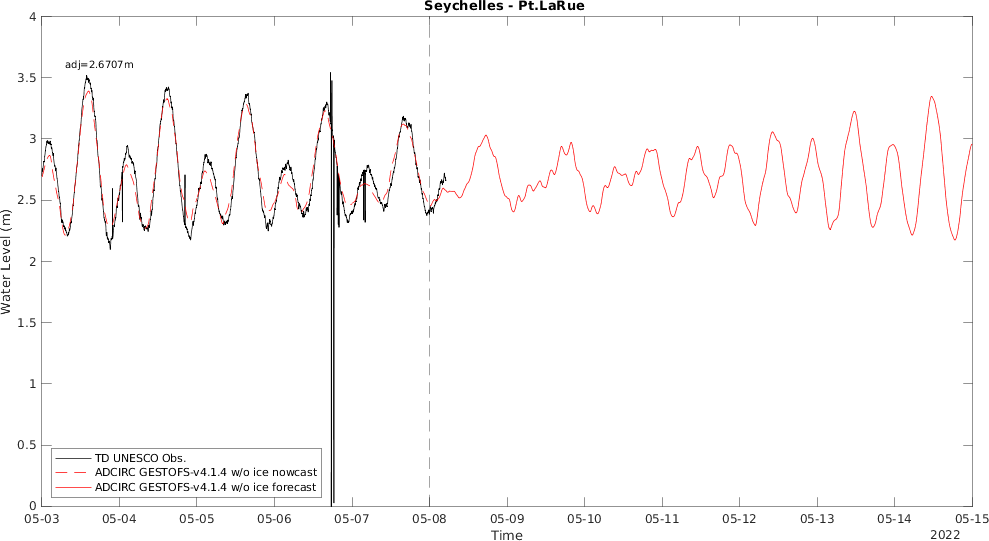 Seychelles - Pt.LaRue
adj=2.6707m
Water Level (m)
4
3.5
3
2.5
2
1.5
1
0.5
0
TD UNESCO Obs.
ADCIRC GESTOFS-v4.1.4 w/o ice nowcast
ADCIRC GESTOFS-v4.1.4 w/o ice forecast
05-03 05-04 05-05 05-06 05-07 05-08 05-09 05-10 05-11 05-12 05-13 05-14 05-15
Time
2022